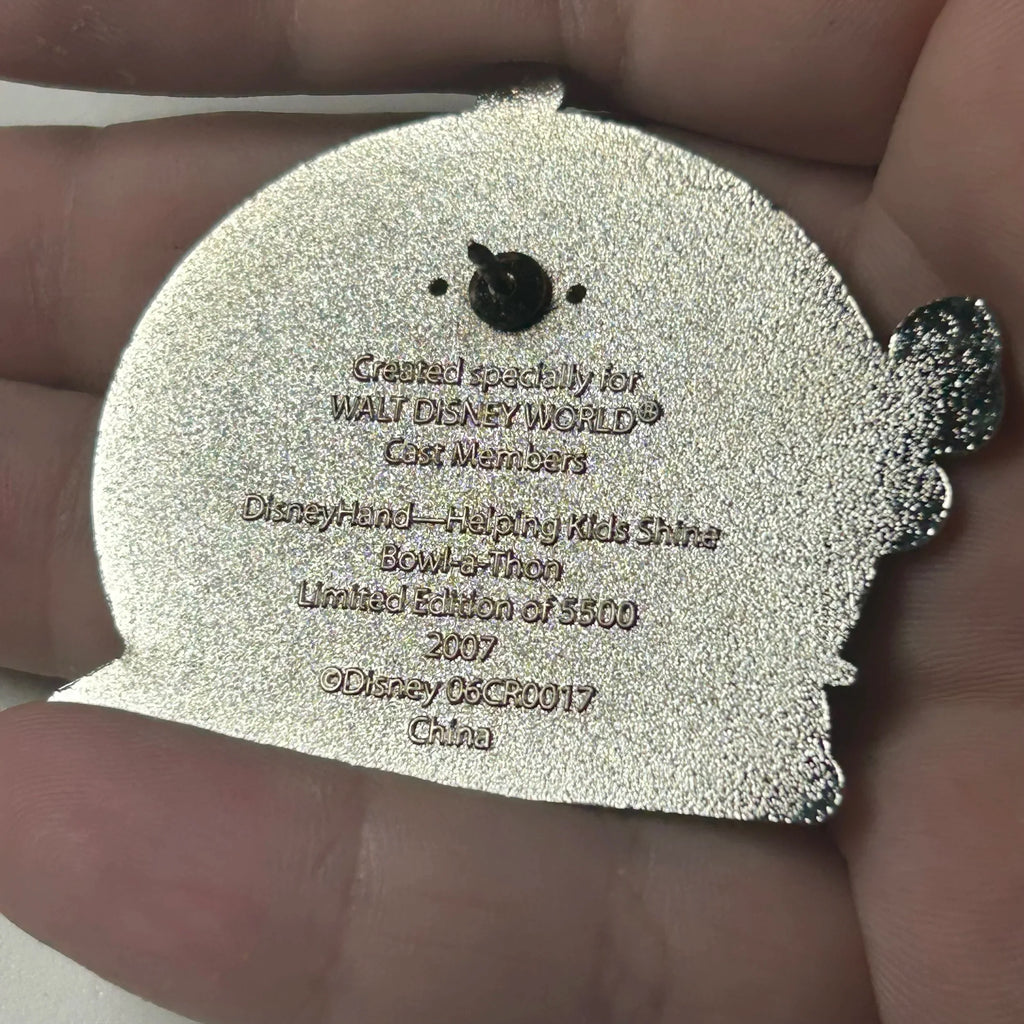 Created specially for
WALT DISNEY WORLD®
Cast Members
DisneyHand—Helping Kids Shine
Bowl-a-Thon
Limited Edition of 5500
2007
©Disney 06CR0017
China